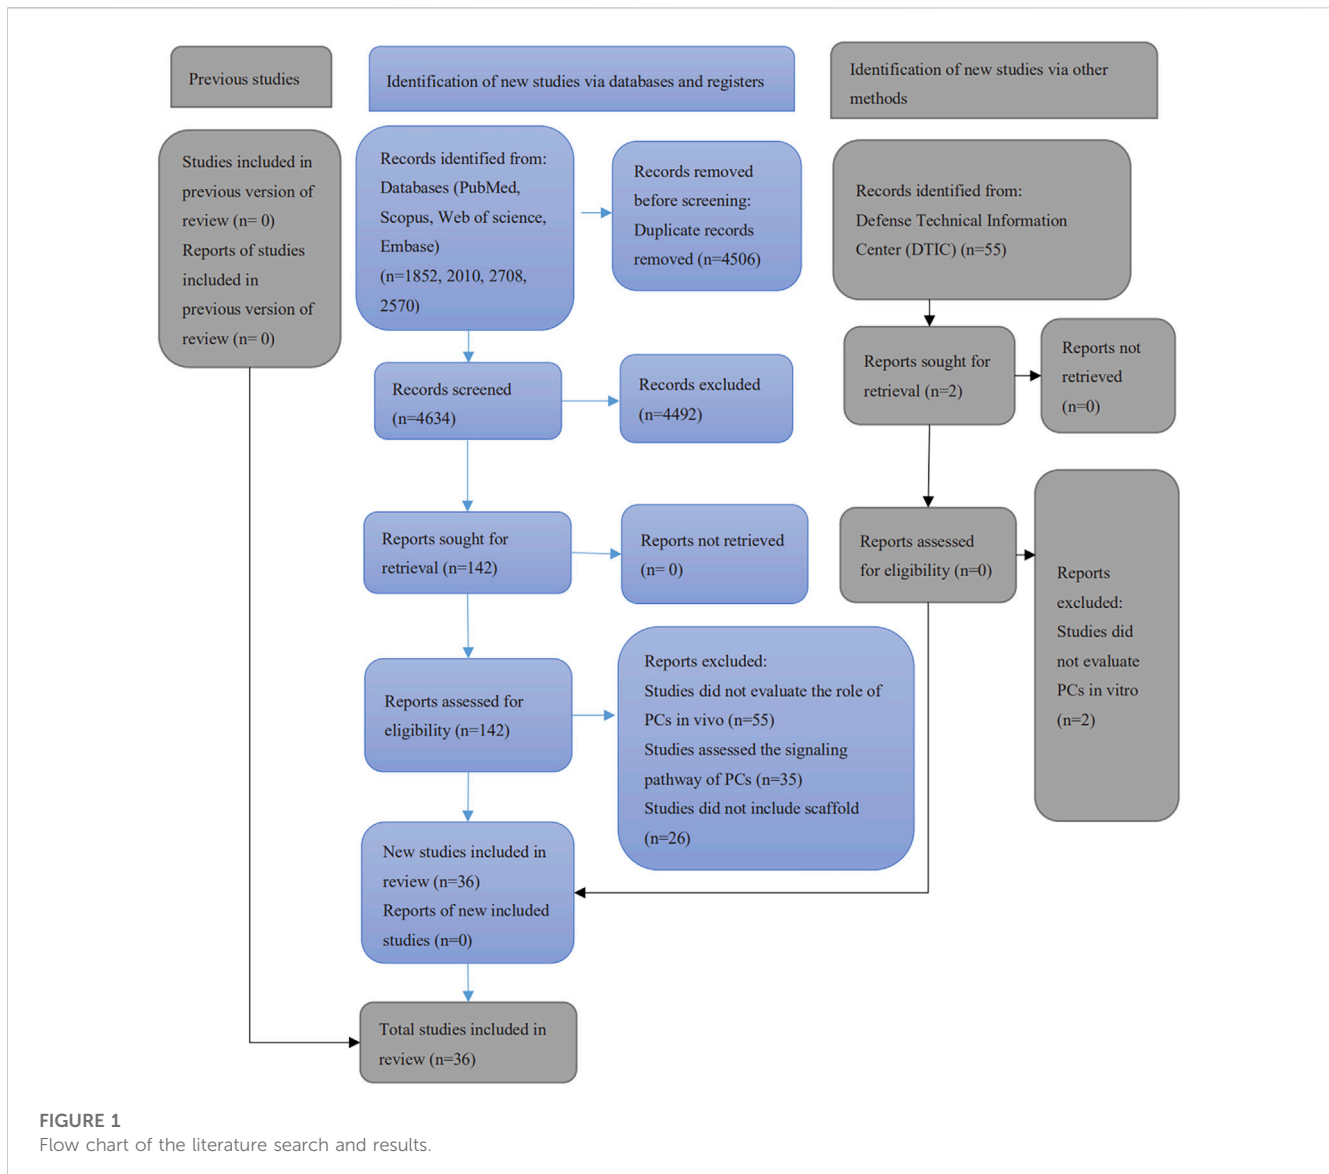 Previous studies
Identification of new studies via databases and registers
Identification of new studies via other
methods
Studies included in
previous version of
review (n= 0)
Reports of studies
included in
previous version of
review (n= 0)
Records identified from:
Databases (PubMed,
Scopus, Web of science,
Embase)
(n=1852, 2010, 2708,
2570)
Records removed
before screening:
Duplicate records
removed (n=4506)
Records identified from:
Defense Technical Information
Center (DTIC) (n=55)
Records screened
(n=4634)
Records excluded
(n=4492)
Reports sought for
retrieval (n=2)
Reports not
retrieved
(n=0)
Reports sought for
retrieval (n=142)
Reports not retrieved
(n= 0)
Reports assessed
for eligibility (n=0)
Reports
excluded:
Studies did
not evaluate
PCs in vitro
(n=2)
Reports assessed for
eligibility (n=142)
Reports excluded:
Studies did not evaluate the role of
PCs in vivo (n=55)
Studies assessed the signaling
pathway of PCs (n=35)
Studies did not include scaffold
(n=26)
New studies included in
review (n=36)
Reports of new included
studies (n=0)
Total studies included in
review (n=36)
FIGURE 1
Flow chart of the literature search and results.